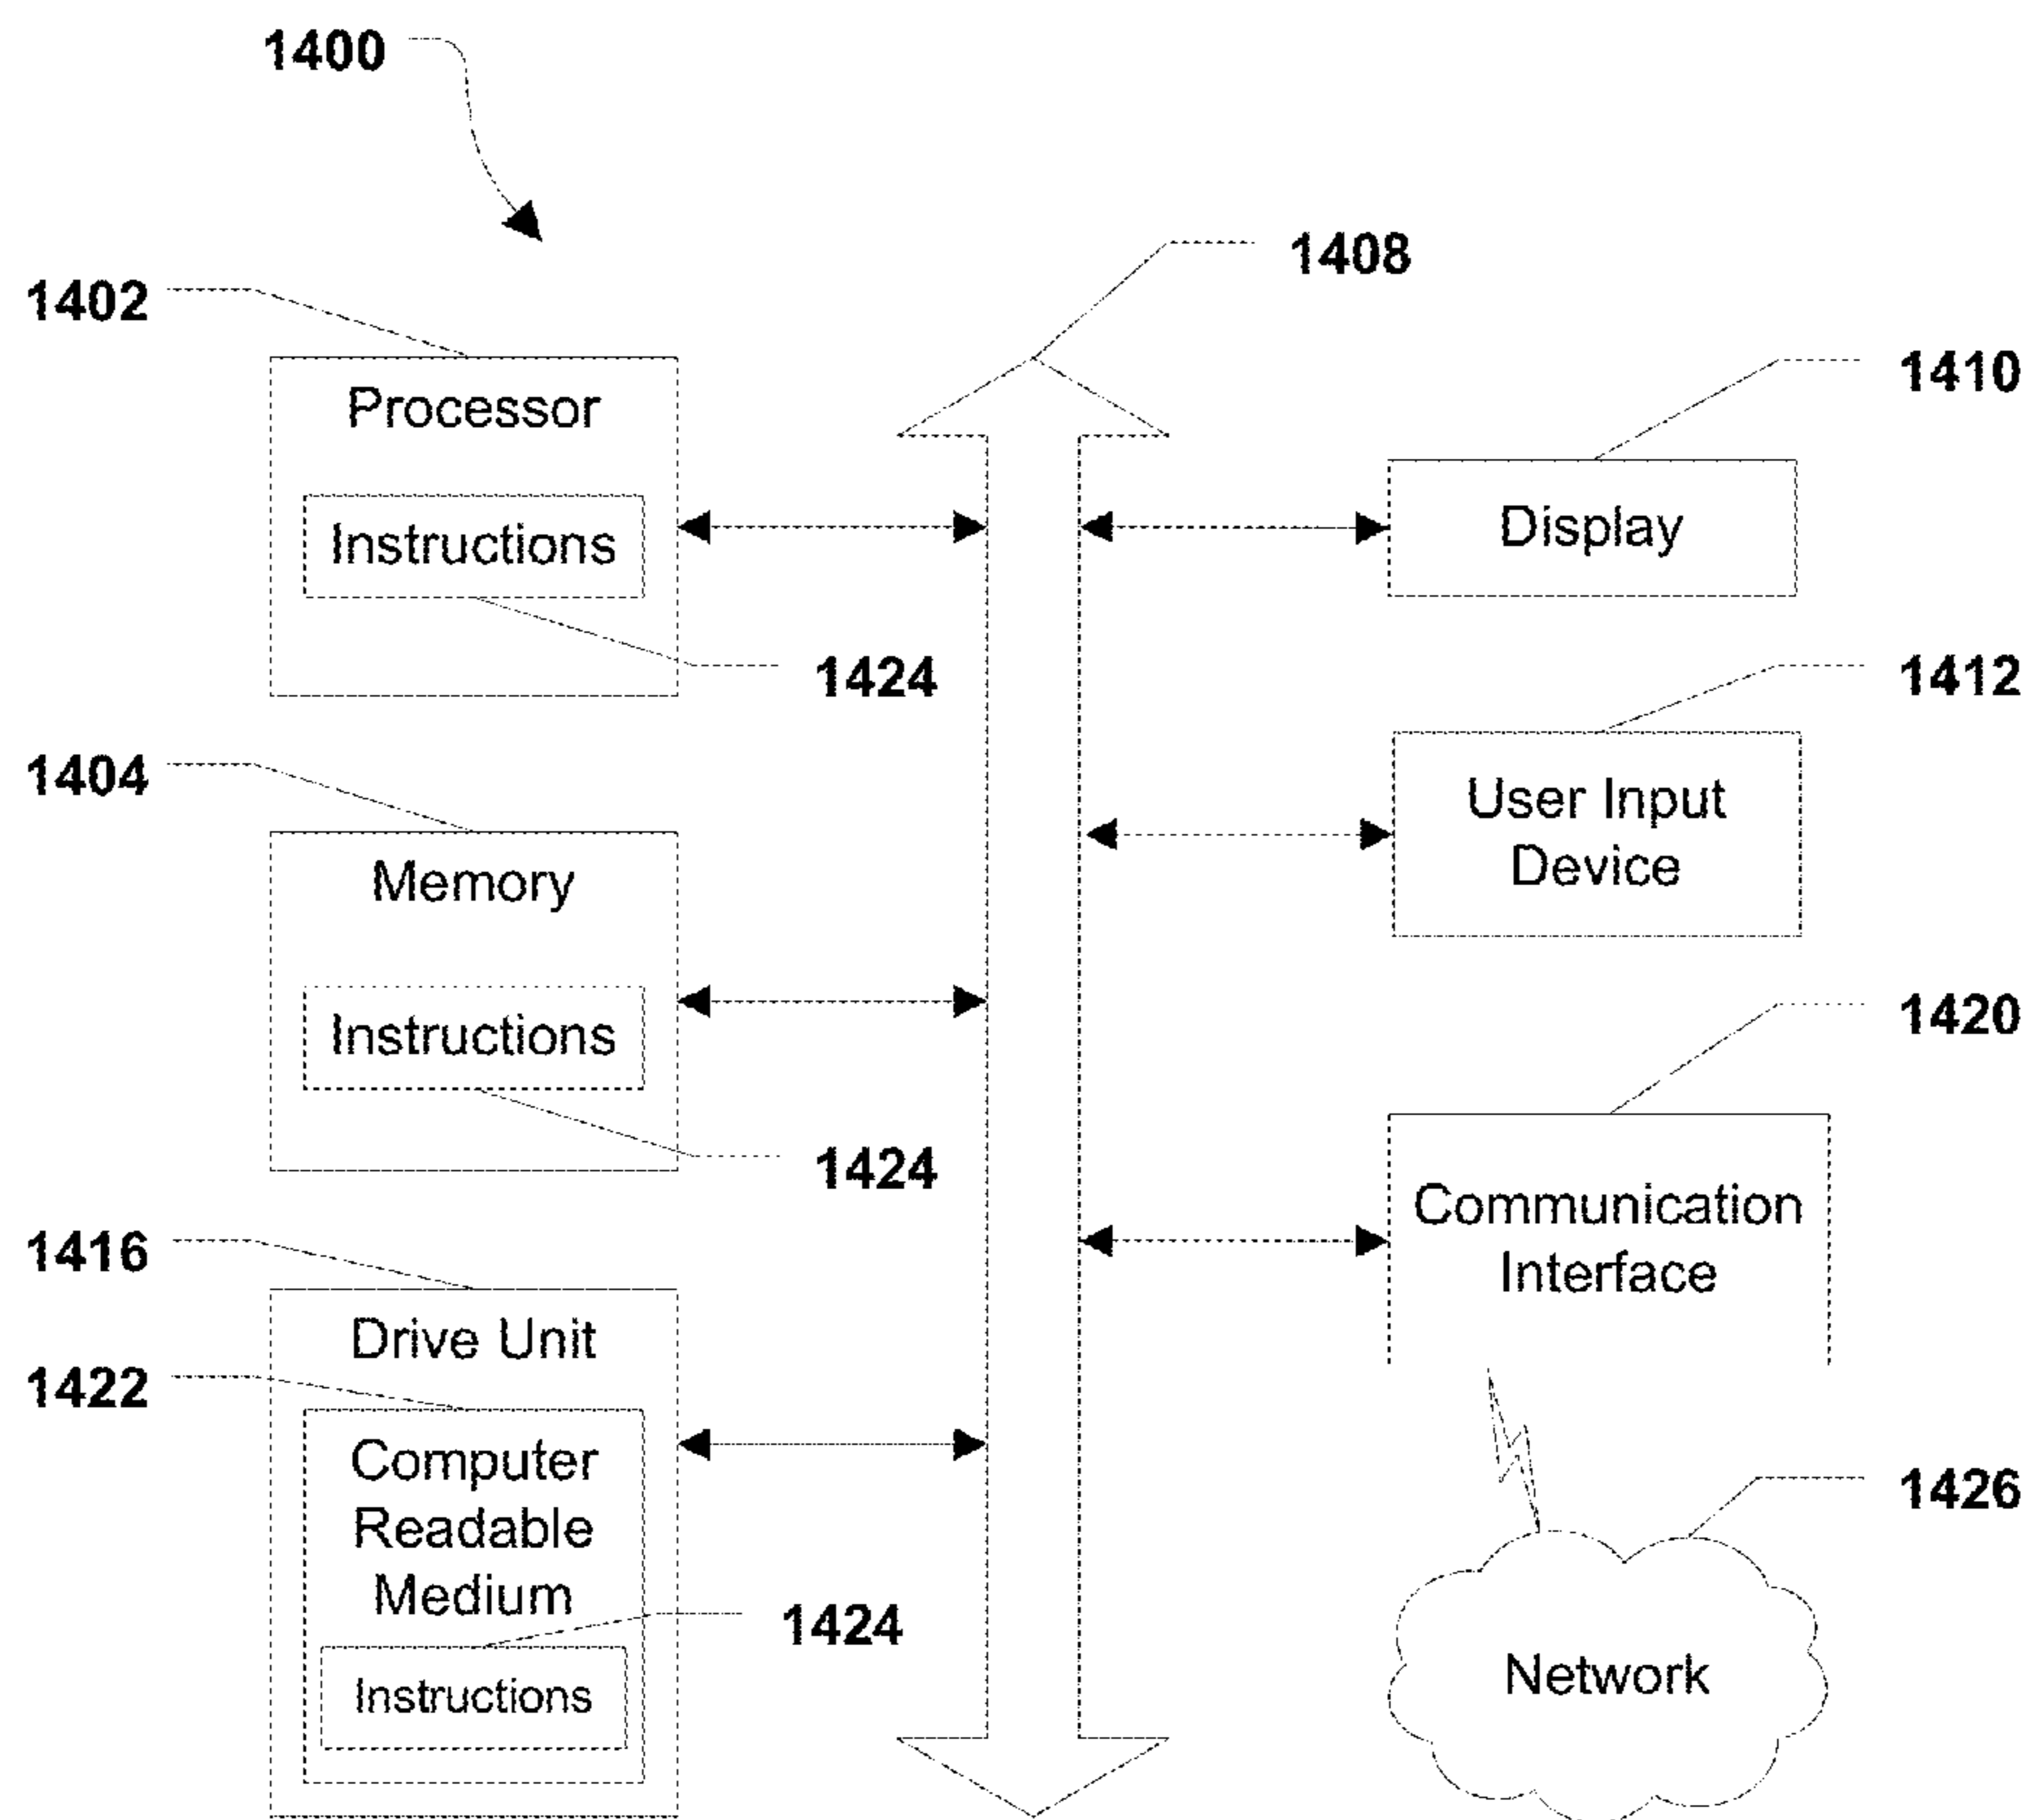 1400
1408
1402
1410
Processor
Instructions
Display
1424
1412
1404
User Input
Device
Memory
Instructions
1420
1424
Communication
Interface
1416
Drive Unit
1422
Computer
Readable
Medium
1426
1424
Instructions
Network